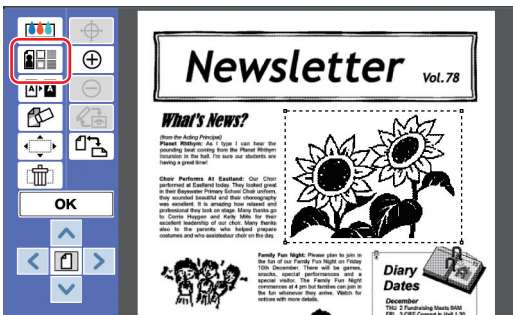 Newsletter
Vol.78
What's News?
(from the Acting Principal)
Planet Rhthym: As I type I can hear the
pounding beat coming from the Planet Rhthym
Incursion in the hall. I'm sure our students are
having a great time!
Choir Performs At Eastland: Our Choir
performed at Eastland today. They looked great
in their Bayswater Primary School Choir uniform,
they sounded beautiful and their choreography
was excellent. It is amazing how relaxed and
professional they look on stage. Many thanks go
to Corrie Huygen and Kelly Mills for their
excellent leadership of our choir. Many thanks
also to the parents who helped prepare
costumes and who assistedour choir on the day.
Family Fun Night: Please plan to join in
the fun of our Family Fun Night on Friday
10th December. There will be games,
snacks, special performances and a
special visitor. The Family Fun Night
commences at 4 pm but families can join in
the fun whenever they arrive. Watch for
notices with more details.
Diary
Dates
December
THU 2 Fundraising Meets 9AM
A
A
OK